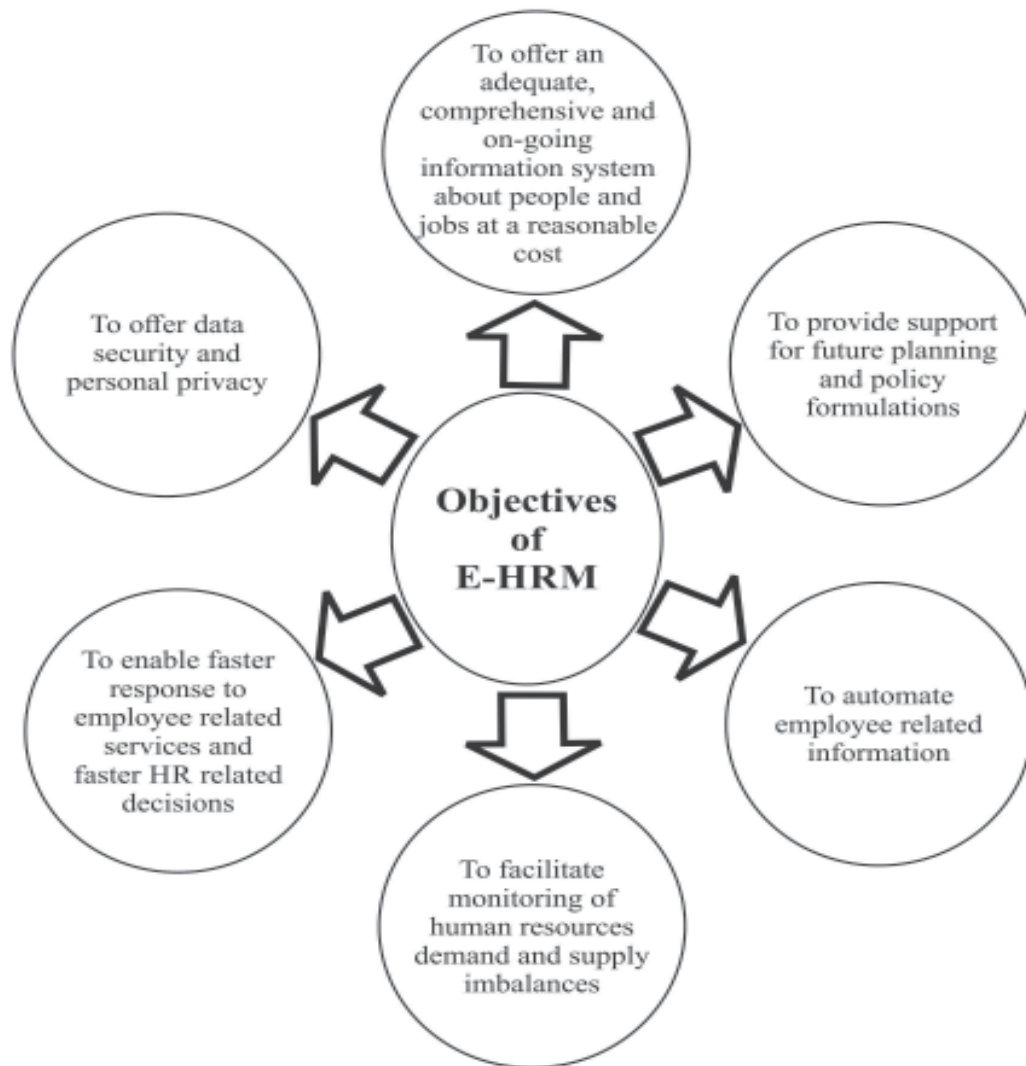 To offer an
adequate,
comprehensive and
on-going
information system
about people and
jobs at a reasonable
cost
To offer data
security and
personal privacy
To provide support
for future planning
and policy
formulations
Objectives
of
E-HRM
To enable faster
response to
employee related
services and
faster HR related
decisions
To automate
employee related
information
To facilitate
monitoring of
human resources
demand and supply
imbalances